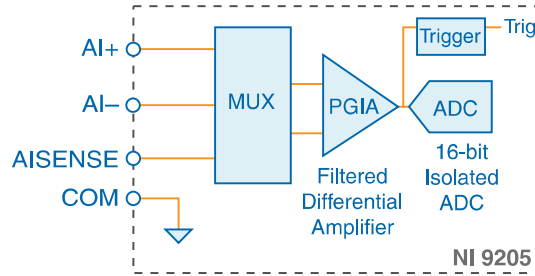 AI+
Trigger
Trig
AI–
MUX
PGIA
ADC
AISENSE
16-bit
Filtered
Isolated
COM
Differential
ADC
Amplifier
NI 9205